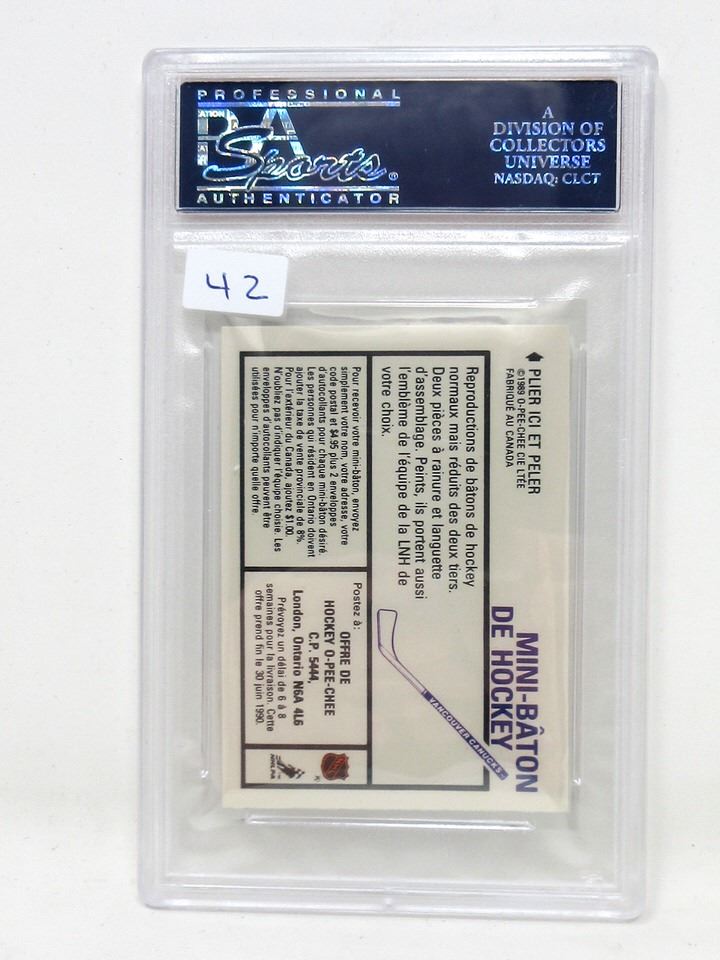 PROFESSIONAL
PSA
Sports®
AUTHENTICATOR
A
DIVISION OF
COLLECTORS
UNIVERSE
NASDAQ: CLCT
42
PLIER ICI ET PELER
©1989 O-PEE-CHEE CIE LTÉE
FABRIQUÉ AU CANADA
MINI-BÂTON
DE HOCKEY
Reproductions de bâtons de hockey
normaux mais réduits des deux tiers.
Deux pièces à rainure et languette
d'assemblage. Peints, ils portent aussi
l'emblème de l'équipe de la LNH de
votre choix.
VANCOUVER CANUCKS
Pour recevoir votre mini-bâton, envoyez
simplement votre nom, votre adresse, votre
code postal et $4.95 plus 2 enveloppes
d'autocollants pour chaque mini-bâton désiré.
Les personnes qui résident en Ontario doivent
ajouter la taxe de vente provinciale de 8%.
Pour l'extérieur du Canada, ajoutez $1.00.
N'oubliez pas d'indiquer l'équipe choisie. Les
enveloppes d'autocollants peuvent être
utilisées pour n'importe quelle offre.
Postez à:
OFFRE DE
HOCKEY O-PEE-CHEE
C.P. 5444,
London, Ontario N6A 4L6
Prévoyez un délai de 6 à 8
semaines pour la livraison. Cette
offre prend fin le 30 juin 1990.
NHL
NHLPA